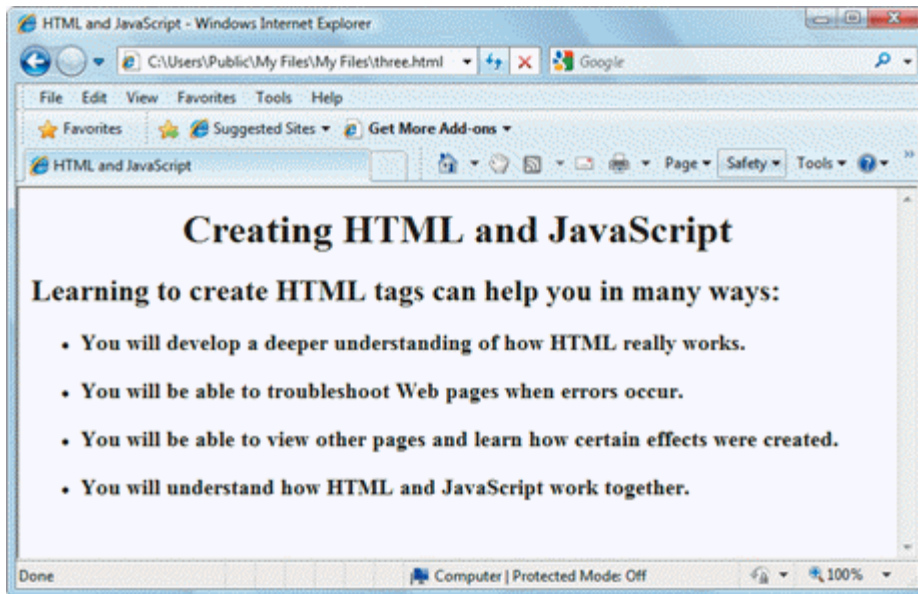 HTML and JavaScript - Windows Internet Explorer
C:\Users\Public\My Files\My Files\three.html Google
File Edit View Favorites Tools Help
Favorites Suggested Sites Get More Add-ons
HTML and JavaScript Page Safety Tools
Creating HTML and JavaScript
Learning to create HTML tags can help you in many ways:
• You will develop a deeper understanding of how HTML really works.
• You will be able to troubleshoot Web pages when errors occur.
• You will be able to view other pages and learn how certain effects were created.
• You will understand how HTML and JavaScript work together.
Done Computer | Protected Mode: Off 100%